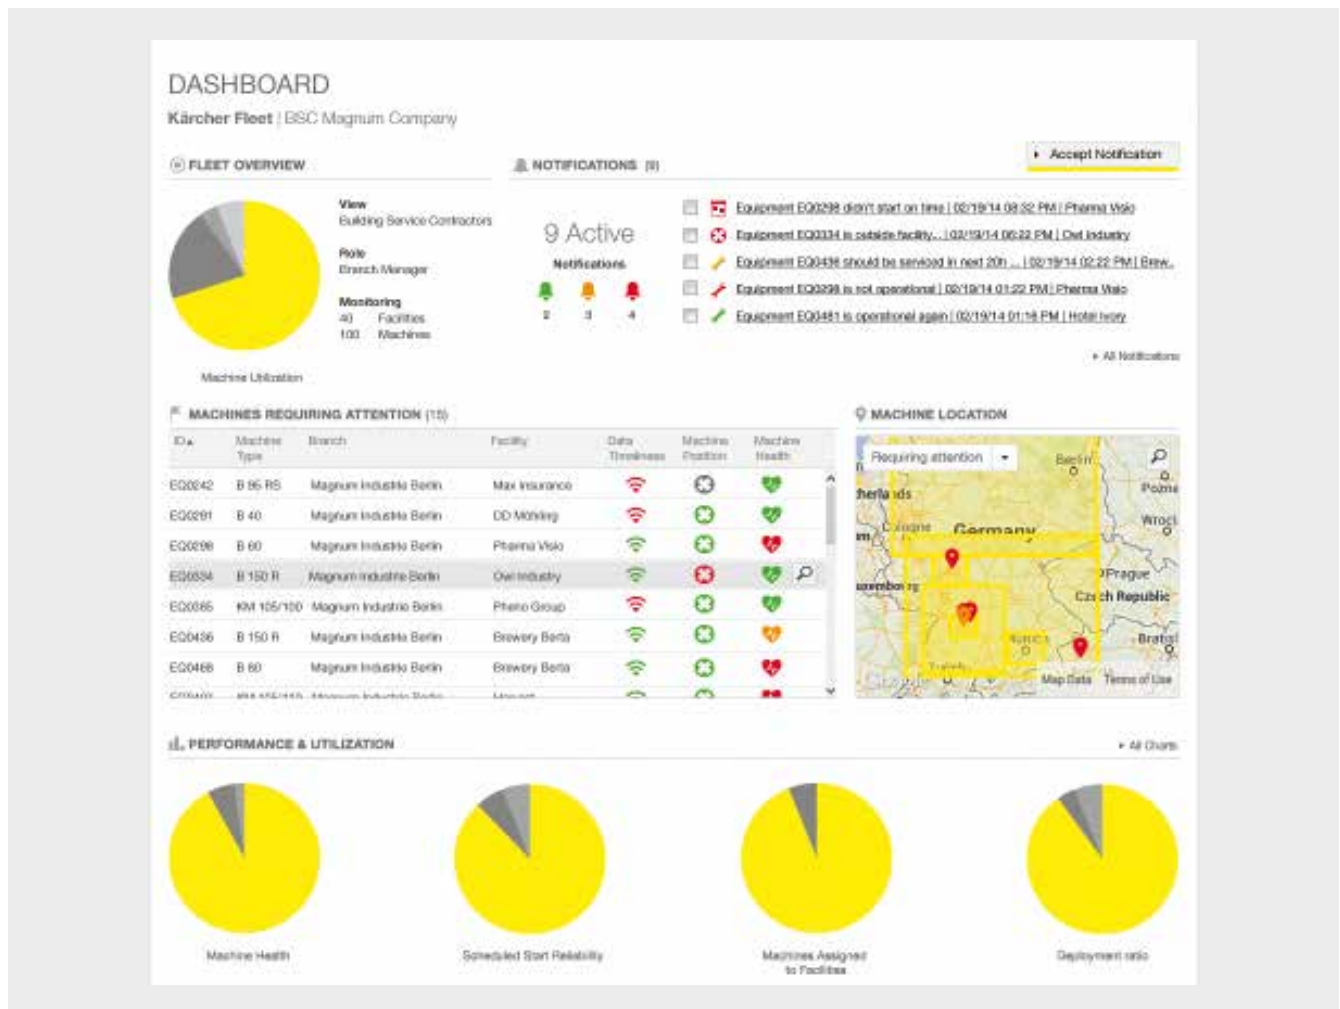 DASHBOARD
Kärcher Fleet | BSC Magnum Company
FLEET OVERVIEW
View
Building Service Contractors
Role
Branch Manager
Monitoring
40 Facilities
100 Machines
Machine Utilization
NOTIFICATIONS (9)
Accept Notification
9 Active
Notifications
2 3 4
Equipment EQ0298 didn't start on time | 02/19/14 08:32 PM | Pharma Visio
Equipment EQ0334 is outside facility... | 02/19/14 06:22 PM | Owl Industry
Equipment EQ0436 should be serviced in next 20h ... | 02/19/14 02:22 PM | Brew..
Equipment EQ0298 is not operational | 02/19/14 01:22 PM | Pharma Visio
Equipment EQ0481 is operational again | 02/19/14 01:16 PM | Hotel Ivory
All Notifications
MACHINES REQUIRING ATTENTION (15)
ID Machine Type Branch Facility Data Timeliness Machine Position Machine Health
EQ0242 B 95 RS Magnum Industrie Berlin Max Insurance
EQ0291 B 40 Magnum Industrie Berlin DD Möhring
EQ0298 B 60 Magnum Industrie Berlin Pharma Visio
EQ0334 B 150 R Magnum Industrie Berlin Owl Industry
EQ0385 KM 105/100 Magnum Industrie Berlin Pheno Group
EQ0436 B 150 R Magnum Industrie Berlin Brewery Berta
EQ0468 B 60 Magnum Industrie Berlin Brewery Berta
MACHINE LOCATION
Requiring attention
Berlin
Pozna
therlands
Wrocł
Cologne
Germany
Prague
uxembourg
Czech Republic
Munich
Bratisl
Zurich
Google
Map Data Terms of Use
PERFORMANCE & UTILIZATION
All Charts
Machine Health
Scheduled Start Reliability
Machines Assigned
to Facilities
Deployment ratio